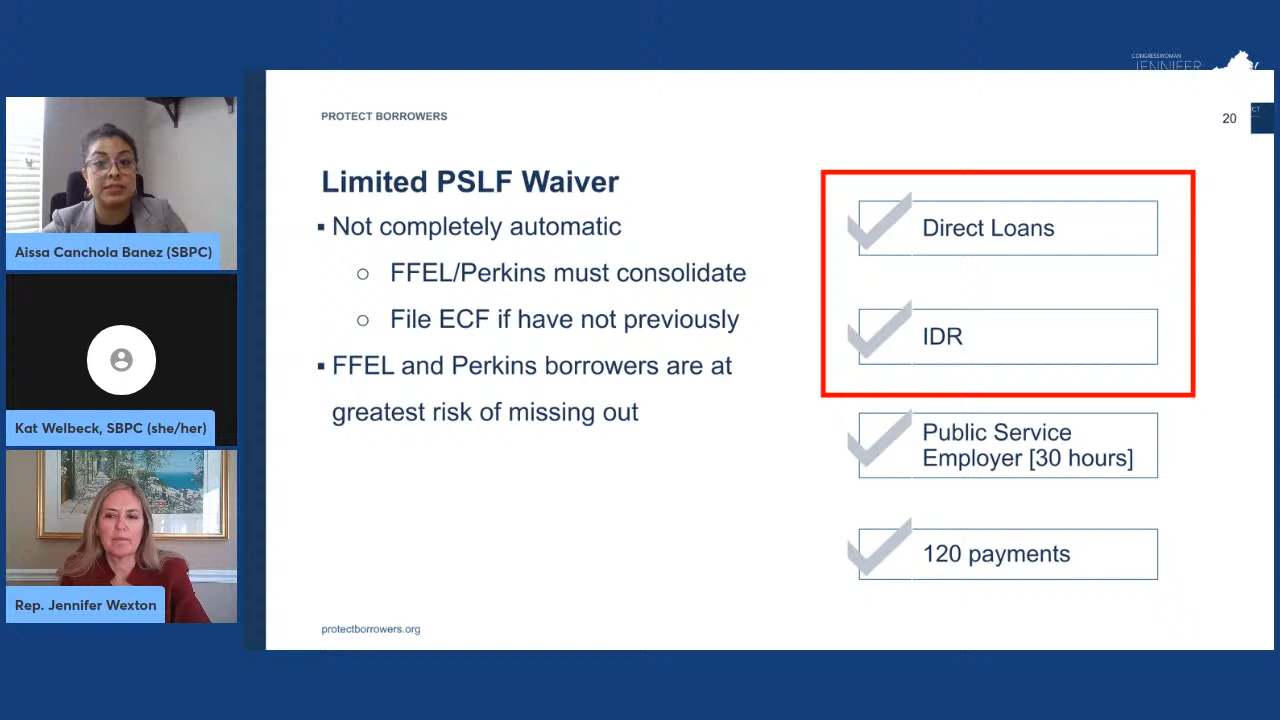 CONGRESSWOMAN
JENNIFER
PROTECT BORROWERS
20
Limited PSLF Waiver
▪ Not completely automatic
○ FFEL/Perkins must consolidate
○ File ECF if have not previously
▪ FFEL and Perkins borrowers are at
greatest risk of missing out
Direct Loans
IDR
Public Service
Employer [30 hours]
120 payments
protectborrowers.org
Aissa Canchola Banez (SBPC)
Kat Welbeck, SBPC (she/her)
Rep. Jennifer Wexton